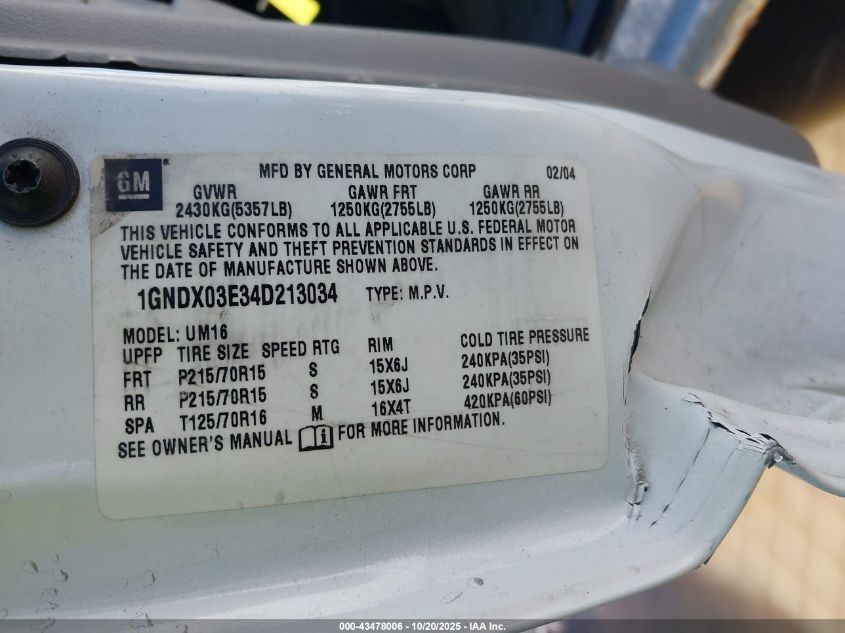 GM
MFD BY GENERAL MOTORS CORP 02/04
GVWR GAWR FRT GAWR RR
2430KG(5357LB) 1250KG(2755LB) 1250KG(2755LB)
THIS VEHICLE CONFORMS TO ALL APPLICABLE U.S. FEDERAL MOTOR
VEHICLE SAFETY AND THEFT PREVENTION STANDARDS IN EFFECT ON
THE DATE OF MANUFACTURE SHOWN ABOVE.
1GNDX03E34D213034 TYPE: M.P.V.
MODEL: UM16
UPFP TIRE SIZE SPEED RTG RIM COLD TIRE PRESSURE
FRT P215/70R15 S 15X6J 240KPA(35PSI)
RR P215/70R15 S 15X6J 240KPA(35PSI)
SPA T125/70R16 M 16X4T 420KPA(60PSI)
SEE OWNER'S MANUAL FOR MORE INFORMATION.
000-43478006 - 10/20/2025 - IAA Inc.